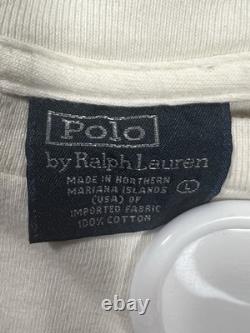 Polo
by Ralph Lauren
MADE IN NORTHERN
MARIANA ISLANDS L
(USA) OF
IMPORTED FABRIC
100% COTTON